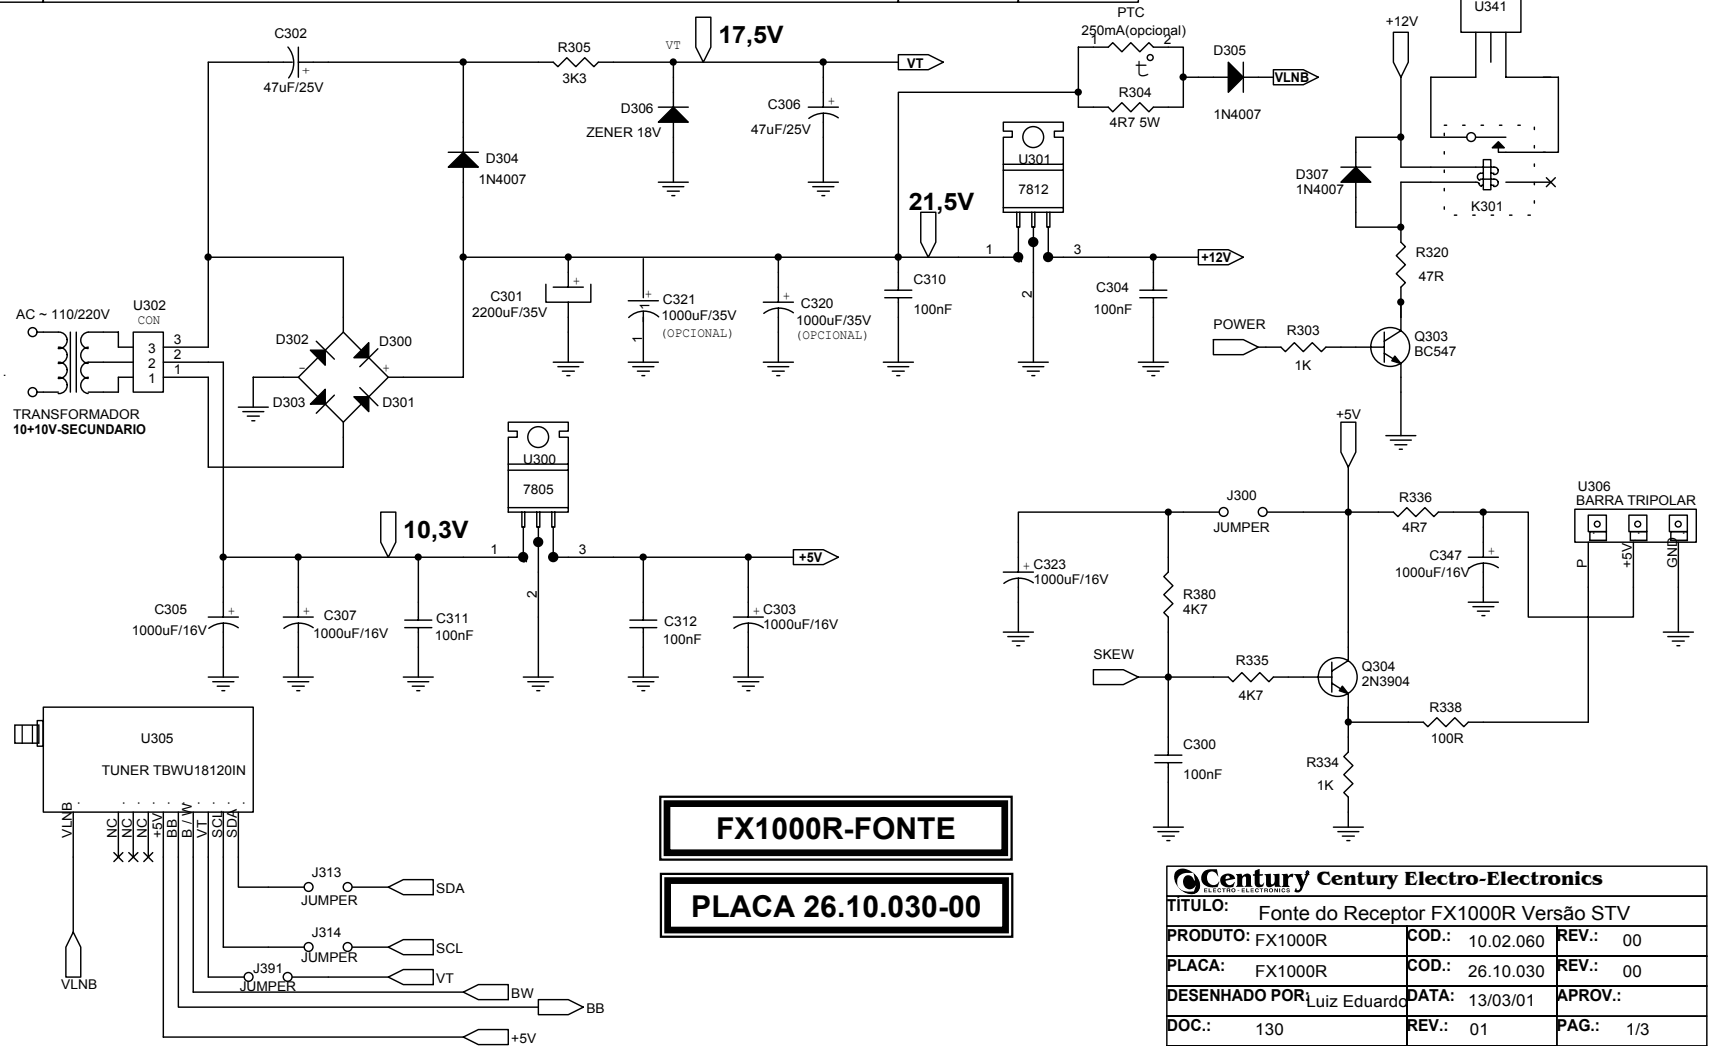 C302
47uF/25V
R305
3K3
VT
17,5V
VT
D306
ZENER 18V
C306
47uF/25V
D304
1N4007
PTC
250mA(opcional)
1
2
t°
R304
4R7 5W
D305
1N4007
VLNB
U341
+12V
D307
1N4007
K301
R320
47R
Q303
BC547
POWER
R303
1K
U301
7812
21,5V
1
2
3
+12V
C301
2200uF/35V
+
1
1
C321
1000uF/35V
(OPCIONAL)
C320
1000uF/35V
(OPCIONAL)
C310
100nF
C304
100nF
AC ~ 110/220V
U302
CON
3
2
1
3
2
1
TRANSFORMADOR
10+10V-SECUNDARIO
D302
D300
D303
D301
-
+
U300
7805
10,3V
1
2
3
+5V
C305
1000uF/16V
C307
1000uF/16V
C311
100nF
C312
100nF
C303
1000uF/16V
+5V
J300
JUMPER
R336
4R7
U306
BARRA TRIPOLAR
P
+5V
GND
C323
1000uF/16V
R380
4K7
C347
1000uF/16V
SKEW
R335
4K7
Q304
2N3904
C300
100nF
R338
100R
R334
1K
U305
TUNER TBWU18120IN
VLNB
NC
NC
NC
+5V
BB
B / W
VT
SCL
SDA
J313
JUMPER
SDA
J314
JUMPER
SCL
J391
JUMPER
VT
BW
BB
+5V
VLNB
FX1000R-FONTE
PLACA 26.10.030-00
Century Century Electro-Electronics
ELECTRO - ELECTRONICS
TÍTULO: Fonte do Receptor FX1000R Versão STV
PRODUTO: FX1000R COD.: 10.02.060 REV.: 00
PLACA: FX1000R COD.: 26.10.030 REV.: 00
DESENHADO POR: Luiz Eduardo DATA: 13/03/01 APROV.:
DOC.: 130 REV.: 01 PAG.: 1/3